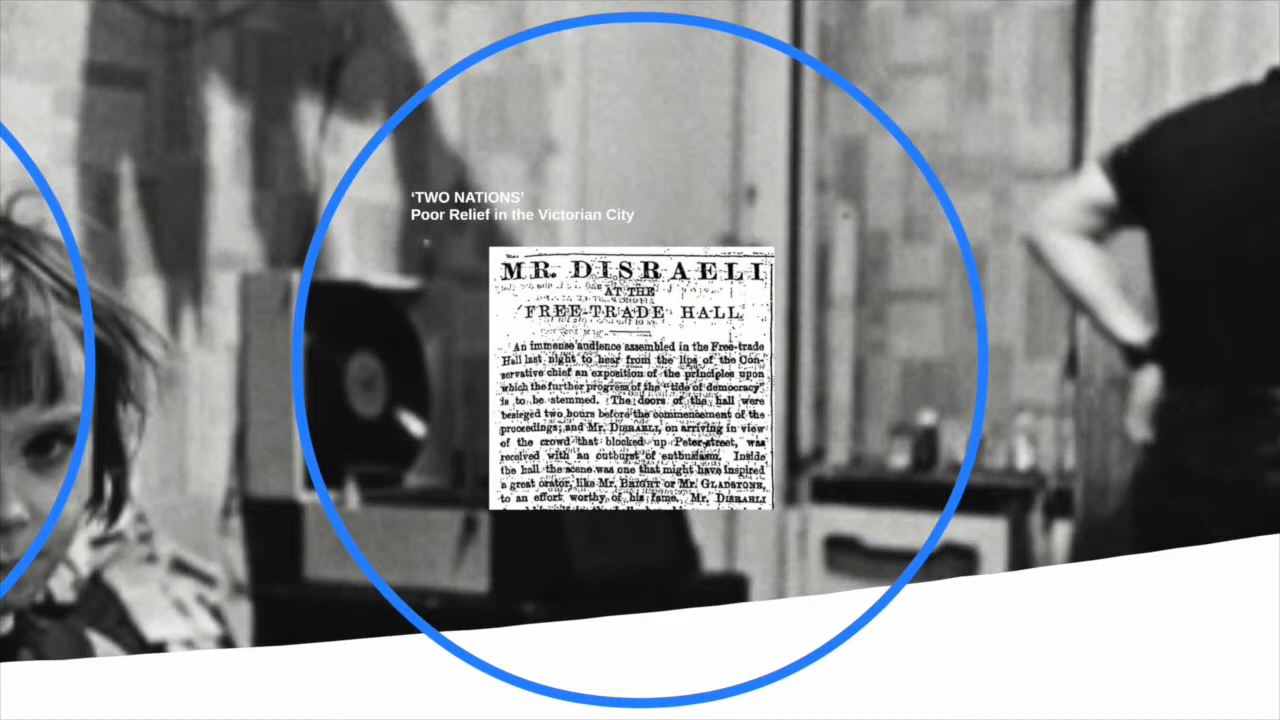 ‘TWO NATIONS’
Poor Relief in the Victorian City
MR. DISRAELI
AT THE
FREE-TRADE HALL.
An immense audience assembled in the Free-trade
Hall last night to hear from the lips of the Con-
servative chief an exposition of the principles upon
which the further progress of the "tide of democracy"
is to be stemmed. The doors of the hall were
besieged two hours before the commencement of the
proceedings; and Mr. DISRAELI, on arriving in view
of the crowd that blocked up Peter-street, was
received with an outburst of enthusiasm. Inside
the hall the scene was one that might have inspired
a great orator, like Mr. BRIGHT or Mr. GLADSTONE,
to an effort worthy of his fame. Mr. DISRAELI